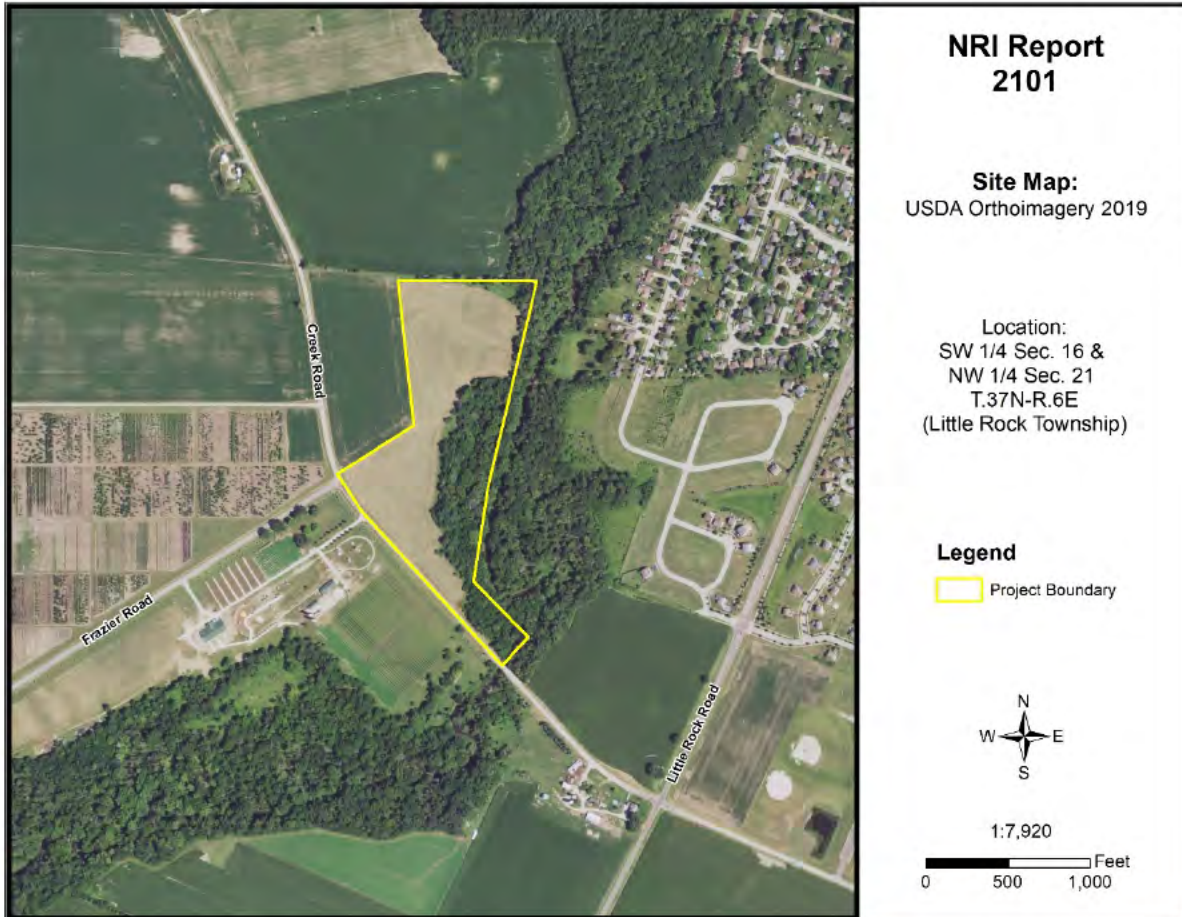 NRI Report
2101
Site Map:
USDA Orthoimagery 2019
Location:
SW 1/4 Sec. 16 &
NW 1/4 Sec. 21
T.37N-R.6E
(Little Rock Township)
Legend
Project Boundary
N
W E
S
1:7,920
Feet
0 500 1,000
Creek Road
Frazier Road
Little Rock Road